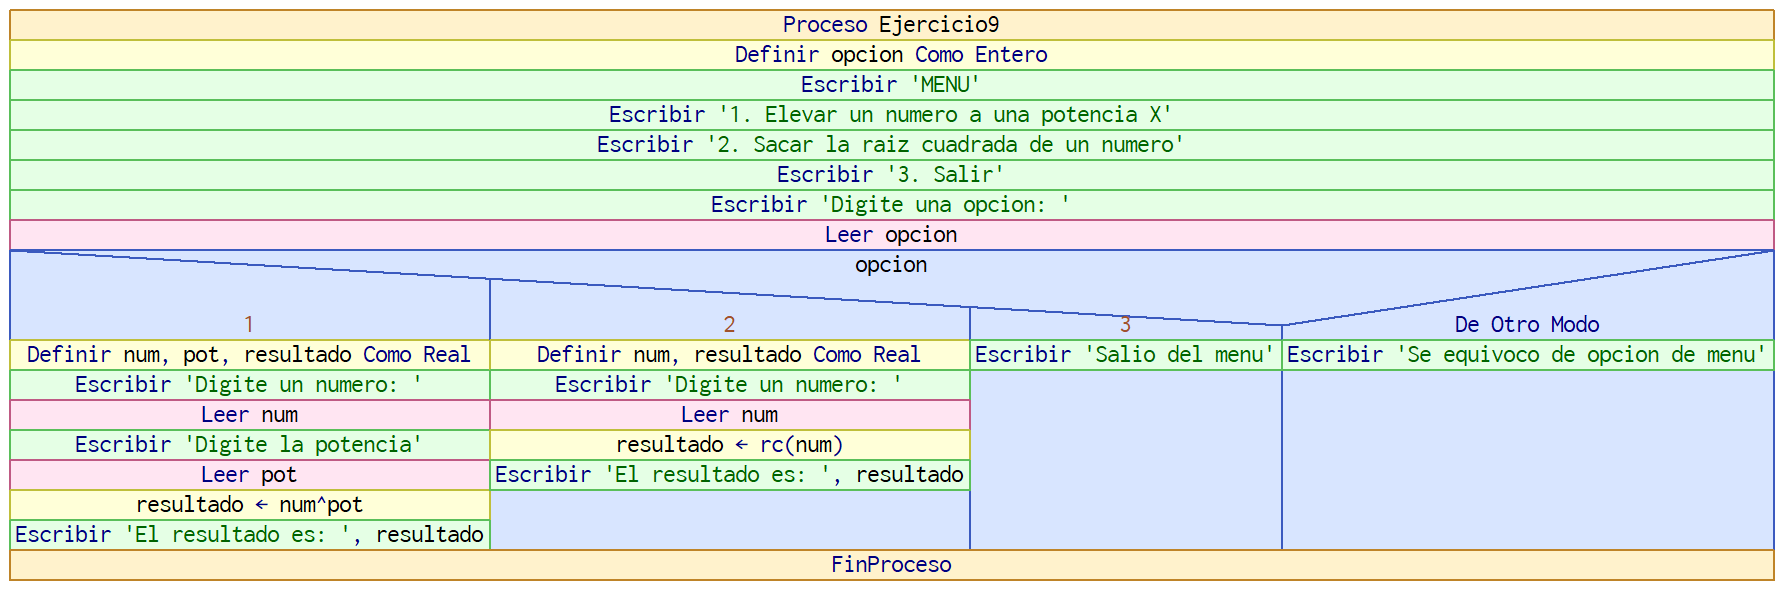 Proceso Ejercicio9
Definir opcion Como Entero
Escribir 'MENU'
Escribir '1. Elevar un numero a una potencia X'
Escribir '2. Sacar la raiz cuadrada de un numero'
Escribir '3. Salir'
Escribir 'Digite una opcion: '
Leer opcion
opcion
1
Definir num, pot, resultado Como Real
Escribir 'Digite un numero: '
Leer num
Escribir 'Digite la potencia'
Leer pot
resultado ← num^pot
Escribir 'El resultado es: ', resultado
2
Definir num, resultado Como Real
Escribir 'Digite un numero: '
Leer num
resultado ← rc(num)
Escribir 'El resultado es: ', resultado
3
Escribir 'Salio del menu'
De Otro Modo
Escribir 'Se equivoco de opcion de menu'
FinProceso